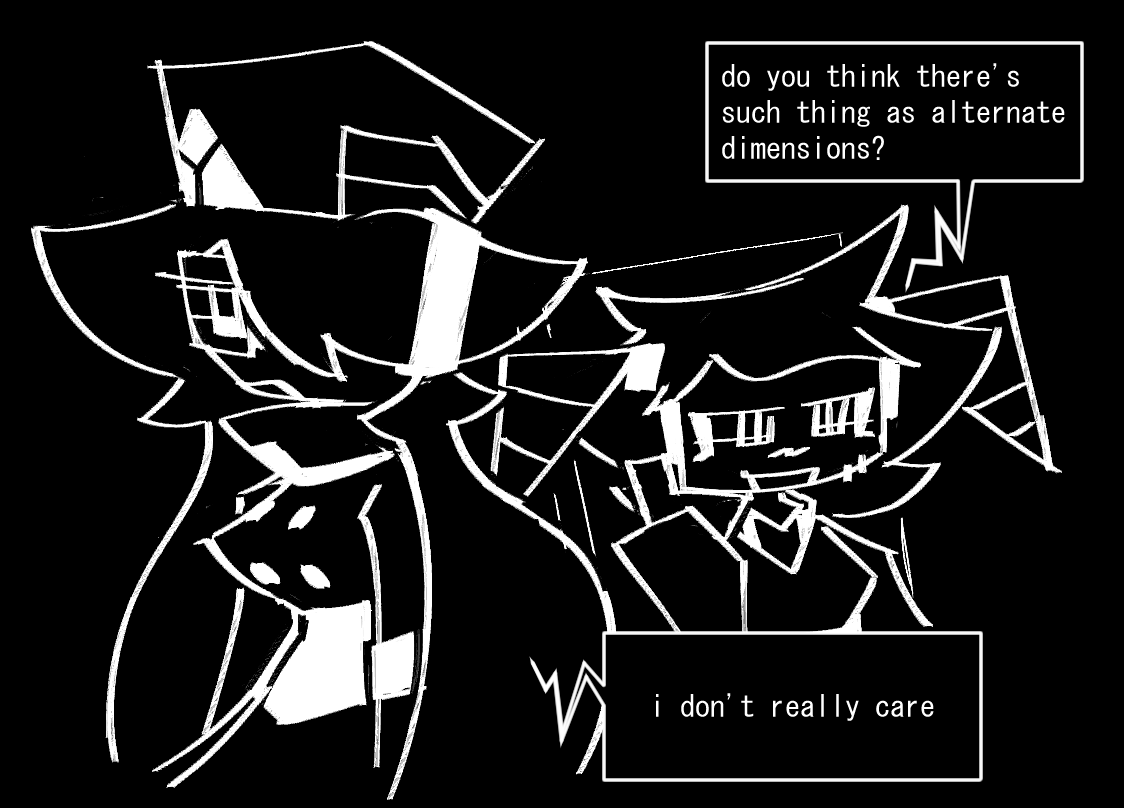 do you think there's
such thing as alternate
dimensions?
i don't really care